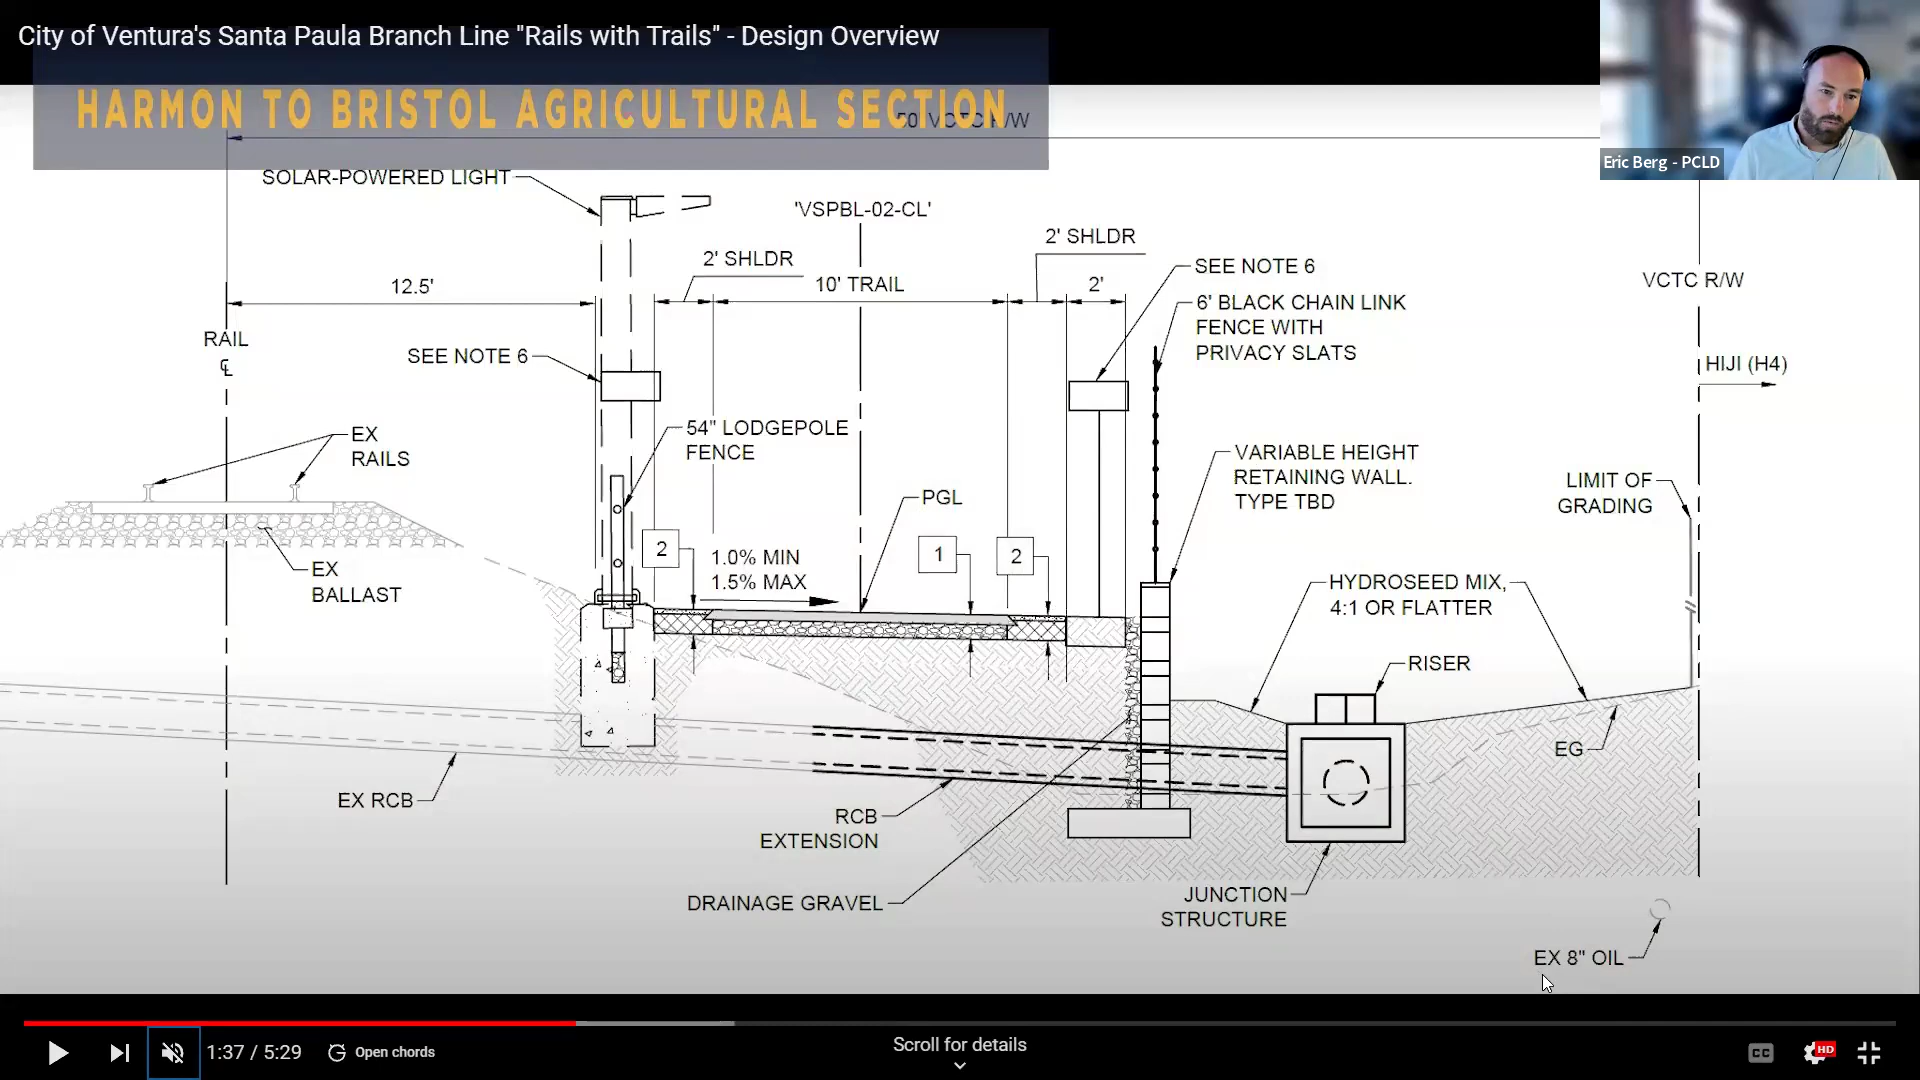 City of Ventura's Santa Paula Branch Line "Rails with Trails" - Design Overview
HARMON TO BRISTOL AGRICULTURAL SECTION
50' VCTC R/W
Eric Berg - PCLD
SOLAR-POWERED LIGHT
'VSPBL-02-CL'
2' SHLDR
2' SHLDR
SEE NOTE 6
12.5'
10' TRAIL
2'
VCTC R/W
6' BLACK CHAIN LINK
FENCE WITH
PRIVACY SLATS
RAIL
CL
SEE NOTE 6
HIJI (H4)
EX
RAILS
54" LODGEPOLE
FENCE
VARIABLE HEIGHT
RETAINING WALL.
TYPE TBD
LIMIT OF
GRADING
PGL
2
1.0% MIN
1.5% MAX
1
2
EX
BALLAST
HYDROSEED MIX,
4:1 OR FLATTER
RISER
EG
EX RCB
RCB
EXTENSION
DRAINAGE GRAVEL
JUNCTION
STRUCTURE
EX 8" OIL
1:37 / 5:29
Open chords
Scroll for details
CC
HD